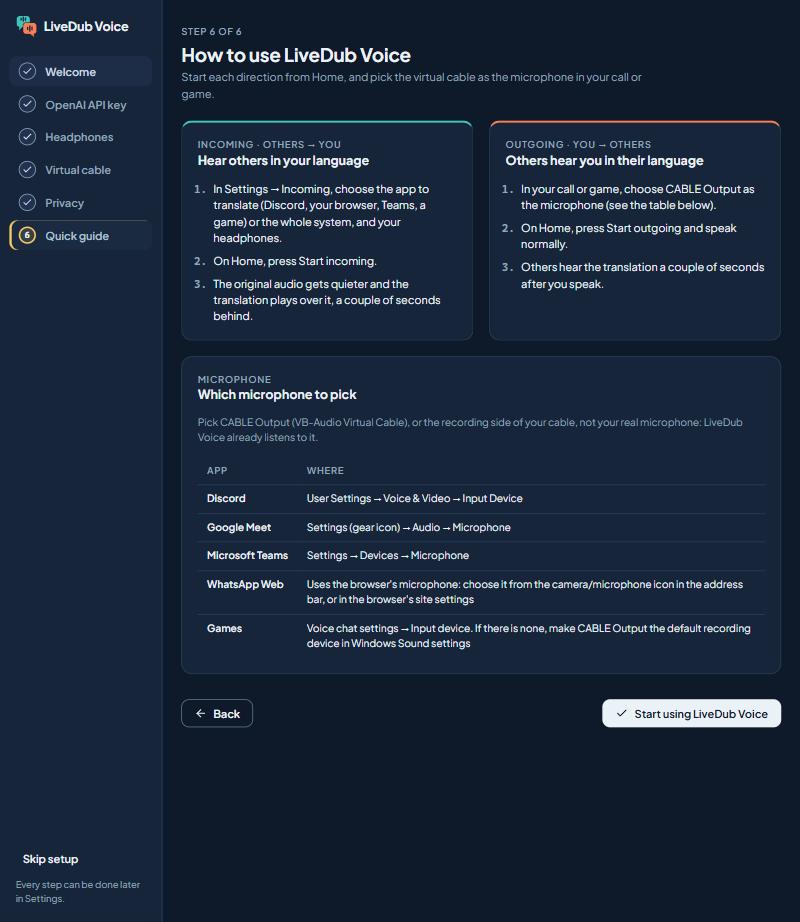 LiveDub Voice
Welcome
OpenAI API key
Headphones
Virtual cable
Privacy
6 Quick guide
Skip setup
Every step can be done later
in Settings.
STEP 6 OF 6
How to use LiveDub Voice
Start each direction from Home, and pick the virtual cable as the microphone in your call or
game.
INCOMING · OTHERS → YOU
Hear others in your language
1. In Settings → Incoming, choose the app to
translate (Discord, your browser, Teams, a
game) or the whole system, and your
headphones.
2. On Home, press Start incoming.
3. The original audio gets quieter and the
translation plays over it, a couple of seconds
behind.
OUTGOING · YOU → OTHERS
Others hear you in their language
1. In your call or game, choose CABLE Output as
the microphone (see the table below).
2. On Home, press Start outgoing and speak
normally.
3. Others hear the translation a couple of seconds
after you speak.
MICROPHONE
Which microphone to pick
Pick CABLE Output (VB-Audio Virtual Cable), or the recording side of your cable, not your real microphone: LiveDub
Voice already listens to it.
APP WHERE
Discord User Settings → Voice & Video → Input Device
Google Meet Settings (gear icon) → Audio → Microphone
Microsoft Teams Settings → Devices → Microphone
WhatsApp Web Uses the browser's microphone: choose it from the camera/microphone icon in the address
bar, or in the browser's site settings
Games Voice chat settings → Input device. If there is none, make CABLE Output the default recording
device in Windows Sound settings
← Back
Start using LiveDub Voice